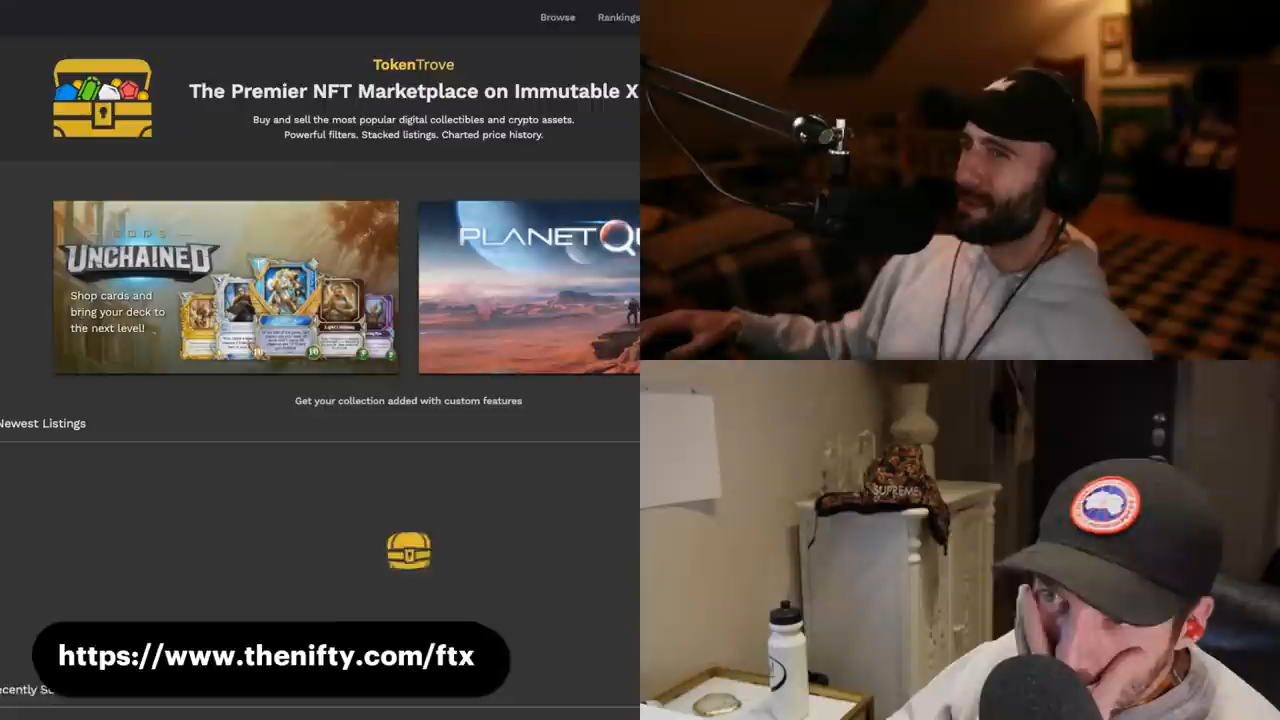 Browse Rankings
TokenTrove
The Premier NFT Marketplace on Immutable X
Buy and sell the most popular digital collectibles and crypto assets.
Powerful filters. Stacked listings. Charted price history.
UNCHAINED
Shop cards and
bring your deck to
the next level!
PLANETQU
Get your collection added with custom features
Newest Listings
SUPREME
https://www.thenifty.com/ftx